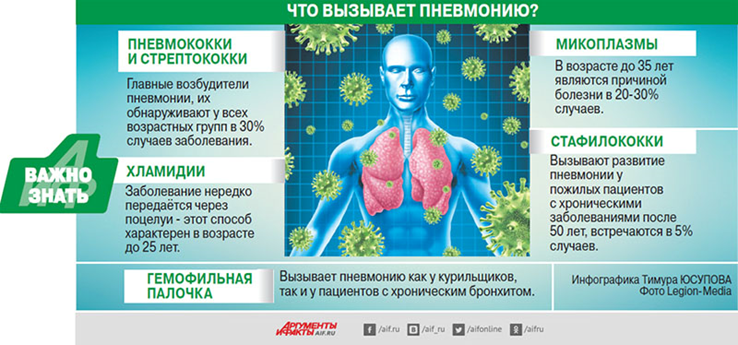 ЧТО ВЫЗЫВАЕТ ПНЕВМОНИЮ?
ПНЕВМОКОККИ
И СТРЕПТОКОККИ
Главные возбудители
пневмонии, их
обнаруживают у всех
возрастных групп в 30%
случаев заболевания.
ВАЖНО
ЗНАТЬ
ХЛАМИДИИ
Заболевание нередко
передаётся через
поцелуи - этот способ
характерен в возрасте
до 25 лет.
МИКОПЛАЗМЫ
В возрасте до 35 лет
являются причиной
болезни в 20-30%
случаев.
СТАФИЛОКОККИ
Вызывают развитие
пневмонии у
пожилых пациентов
с хроническими
заболеваниями после
50 лет, встречаются в 5%
случаев.
ГЕМОФИЛЬНАЯ
ПАЛОЧКА
Вызывает пневмонию как у курильщиков,
так и у пациентов с хроническим бронхитом.
Инфографика Тимура ЮСУПОВА
Фото Legion-Media
АРГУМЕНТЫ
И ФАКТЫ AIF.RU
/aif.ru /aif_ru /aifonline /aifru